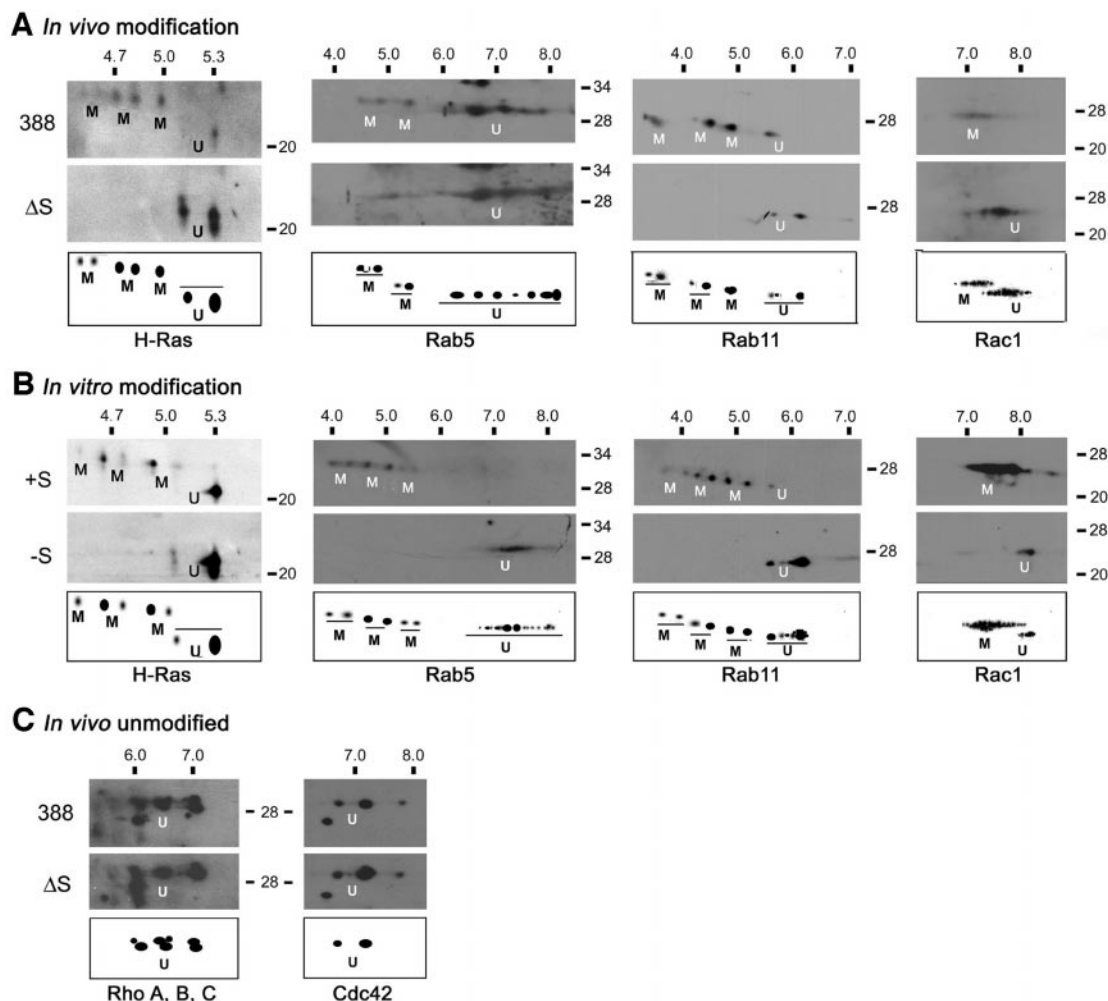 A In vivo modification
4.7 5.0 5.3 4.0 5.0 6.0 7.0 8.0 4.0 5.0 6.0 7.0 7.0 8.0
388 M M M U 20 M M U 34 28 M M M U 28 M 28 20
ΔS U 20 U 34 28 U 28 U 28 20
M M M U M M U M M M U M U
H-Ras Rab5 Rab11 Rac1
B In vitro modification
4.7 5.0 5.3 4.0 5.0 6.0 7.0 8.0 4.0 5.0 6.0 7.0 7.0 8.0
+S M M M U 20 M M M 34 28 M M M U 28 M 28 20
-S U 20 U 34 28 U 28 U 28 20
M M M U M M M U M M M U M U
H-Ras Rab5 Rab11 Rac1
C In vivo unmodified
6.0 7.0 7.0 8.0
388 U 28 U
ΔS U 28 U
U U
Rho A, B, C Cdc42